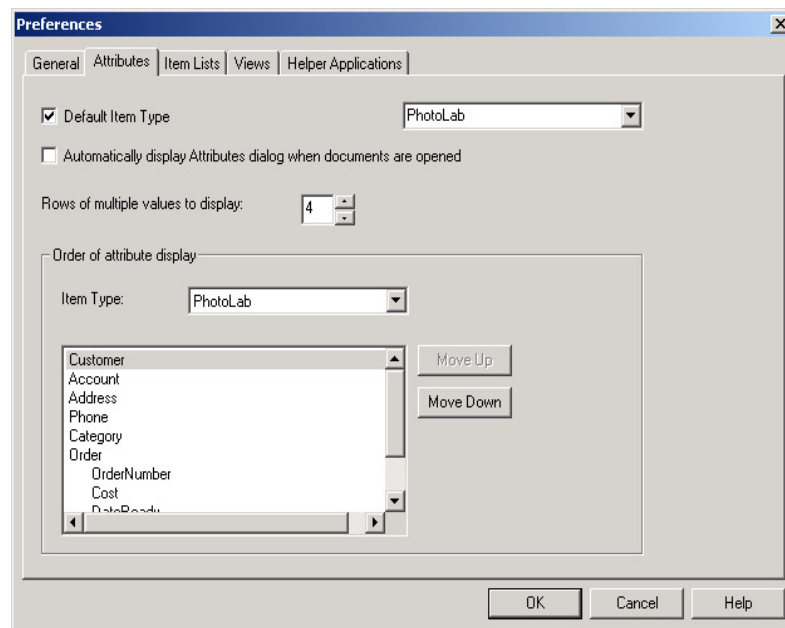 Preferences
General Attributes Item Lists Views Helper Applications
Default Item Type PhotoLab
Automatically display Attributes dialog when documents are opened
Rows of multiple values to display: 4
Order of attribute display
Item Type: PhotoLab
Customer Move Up
Account
Address Move Down
Phone
Category
Order
OrderNumber
Cost
DateReady
OK Cancel Help